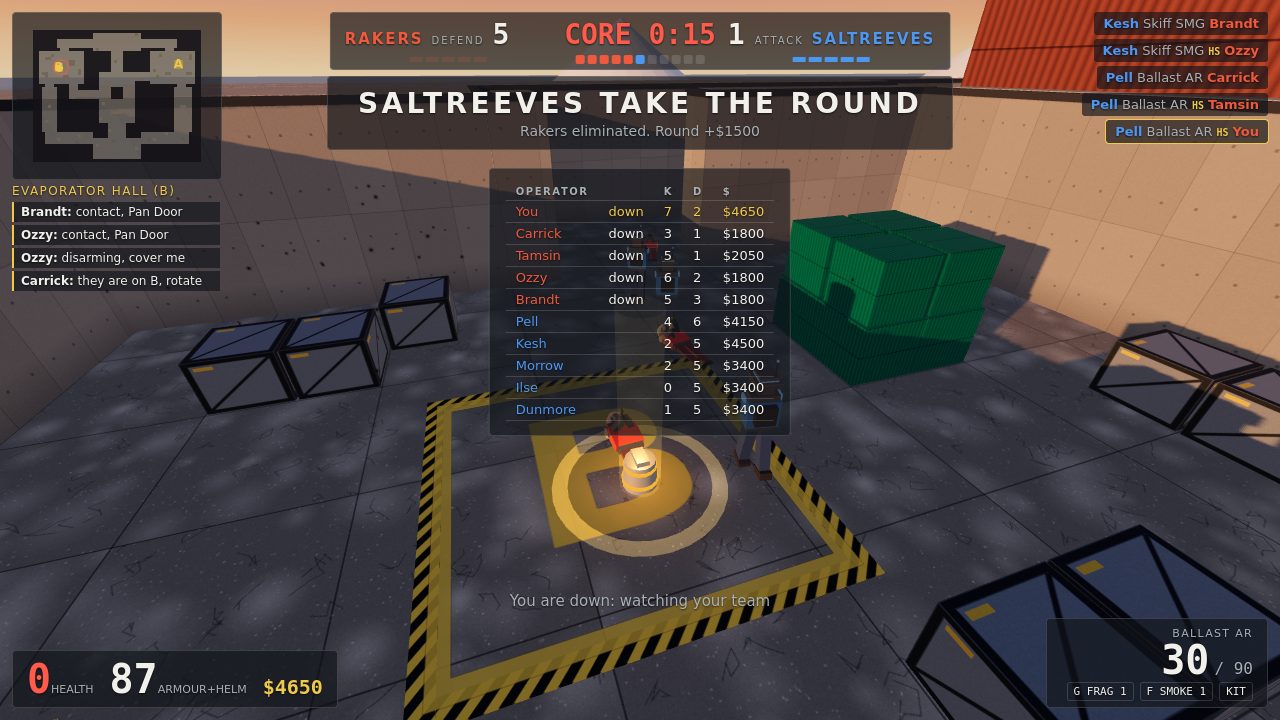 RAKERS DEFEND 5 CORE 0:15 1 ATTACK SALTREEVES
SALTREEVES TAKE THE ROUND
Rakers eliminated. Round +$1500
Kesh Skiff SMG Brandt
Kesh Skiff SMG HS Ozzy
Pell Ballast AR Carrick
Pell Ballast AR HS Tamsin
Pell Ballast AR HS You
B A
EVAPORATOR HALL (B)
Brandt: contact, Pan Door
Ozzy: contact, Pan Door
Ozzy: disarming, cover me
Carrick: they are on B, rotate
OPERATOR K D $
You down 7 2 $4650
Carrick down 3 1 $1800
Tamsin down 5 1 $2050
Ozzy down 6 2 $1800
Brandt down 5 3 $1800
Pell 4 6 $4150
Kesh 2 5 $4500
Morrow 2 5 $3400
Ilse 0 5 $3400
Dunmore 1 5 $3400
B
You are down: watching your team
0 HEALTH 87 ARMOUR+HELM $4650
BALLAST AR
30 / 90
G FRAG 1 F SMOKE 1 KIT